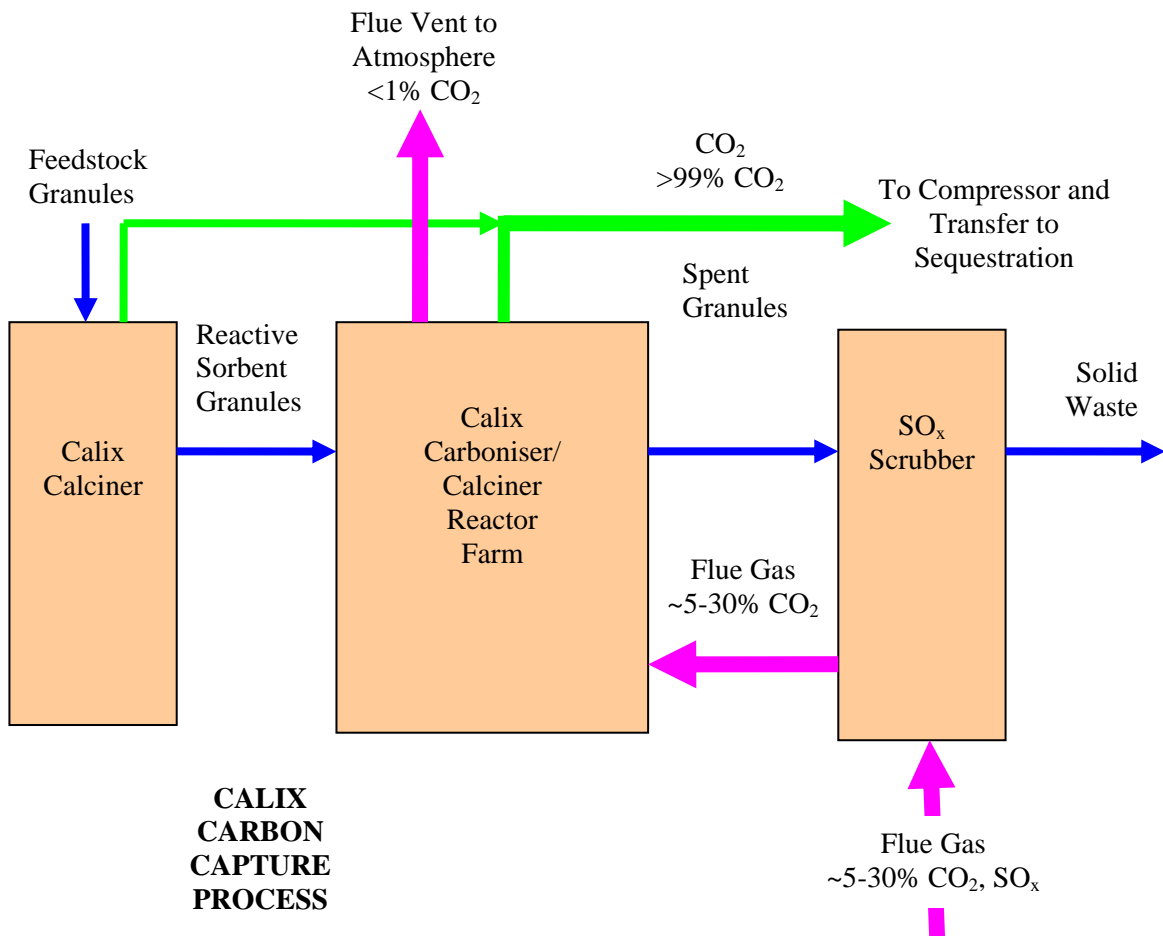 Flue Vent to
Atmosphere
<1% CO₂
Feedstock
Granules
CO₂
>99% CO₂
To Compressor and
Transfer to
Sequestration
Spent
Granules
Reactive
Sorbent
Granules
Solid
Waste
Calix
Calciner
Calix
Carboniser/
Calciner
Reactor
Farm
SOₓ
Scrubber
Flue Gas
~5-30% CO₂
CALIX
CARBON
CAPTURE
PROCESS
Flue Gas
~5-30% CO₂, SOₓ